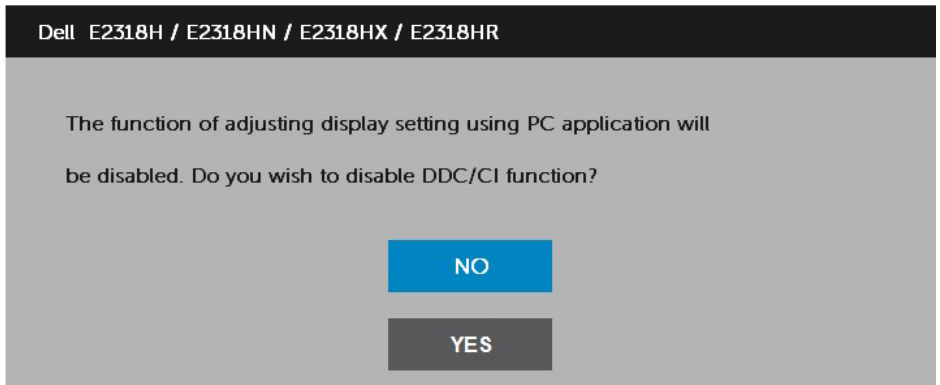 Dell E2318H / E2318HN / E2318HX / E2318HR
The function of adjusting display setting using PC application will
be disabled. Do you wish to disable DDC/CI function?
NO
YES